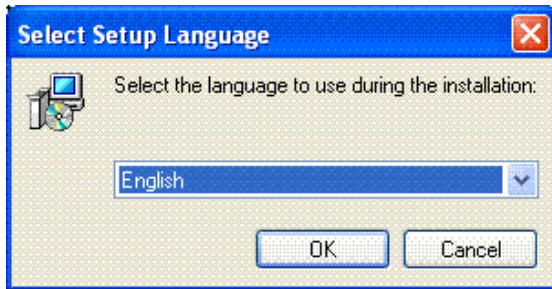 Select Setup Language
Select the language to use during the installation:
English
OK
Cancel